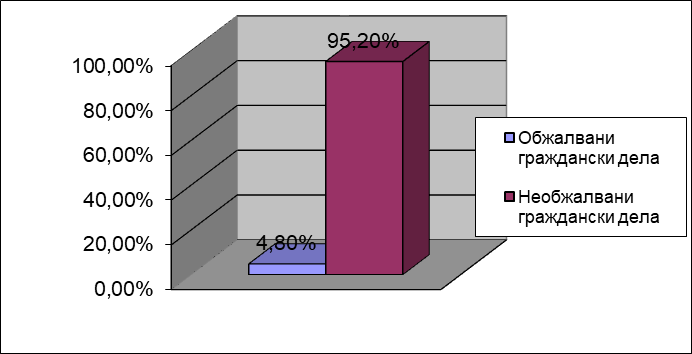 95,20%
100,00%
80,00%
60,00%
40,00%
20,00%
0,00%
4,80%
Обжалвани
граждански дела
Необжалвани
граждански дела